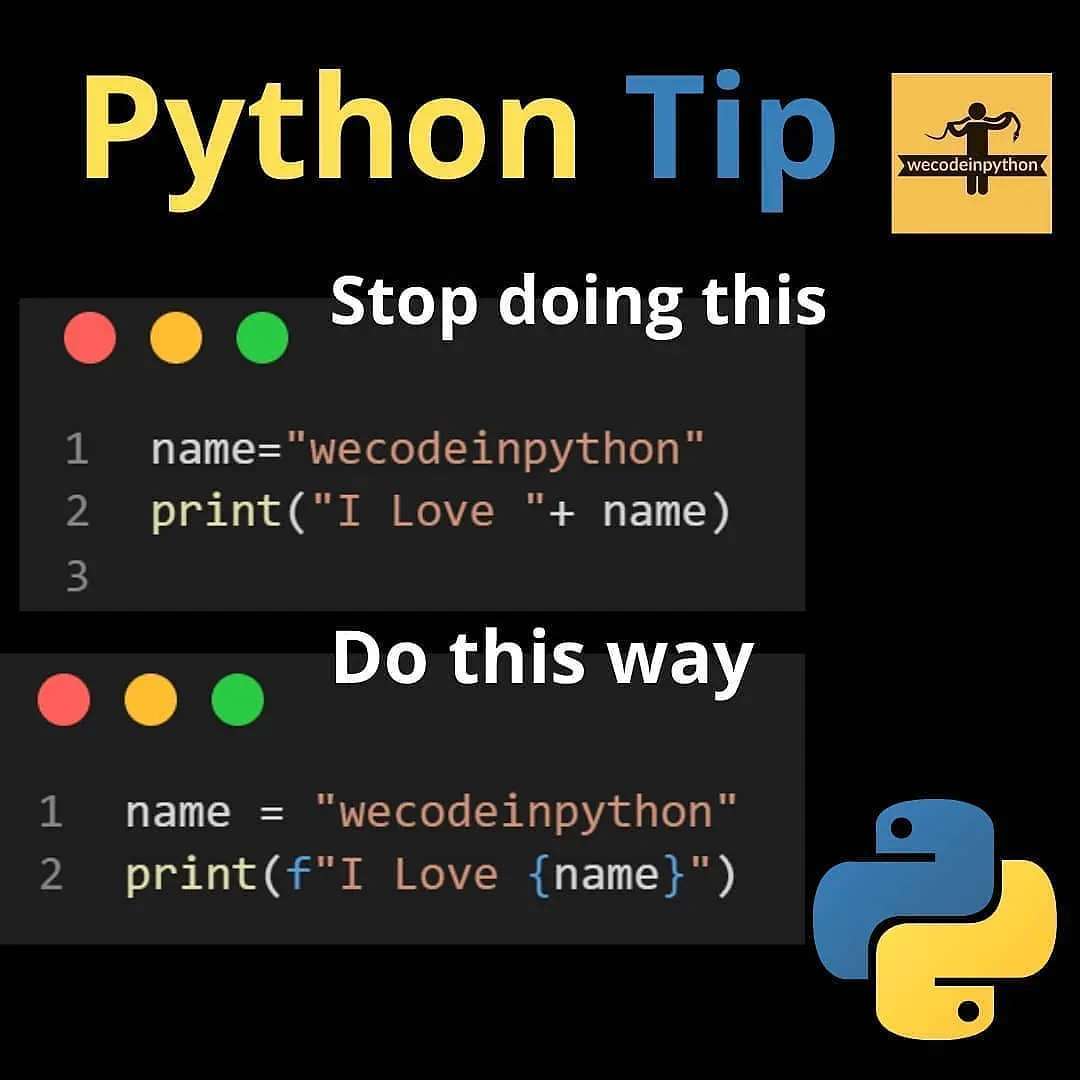 Python Tip
wecodeinpython
Stop doing this
1 name="wecodeinpython"
2 print("I Love "+ name)
3
Do this way
1 name = "wecodeinpython"
2 print(f"I Love {name}")